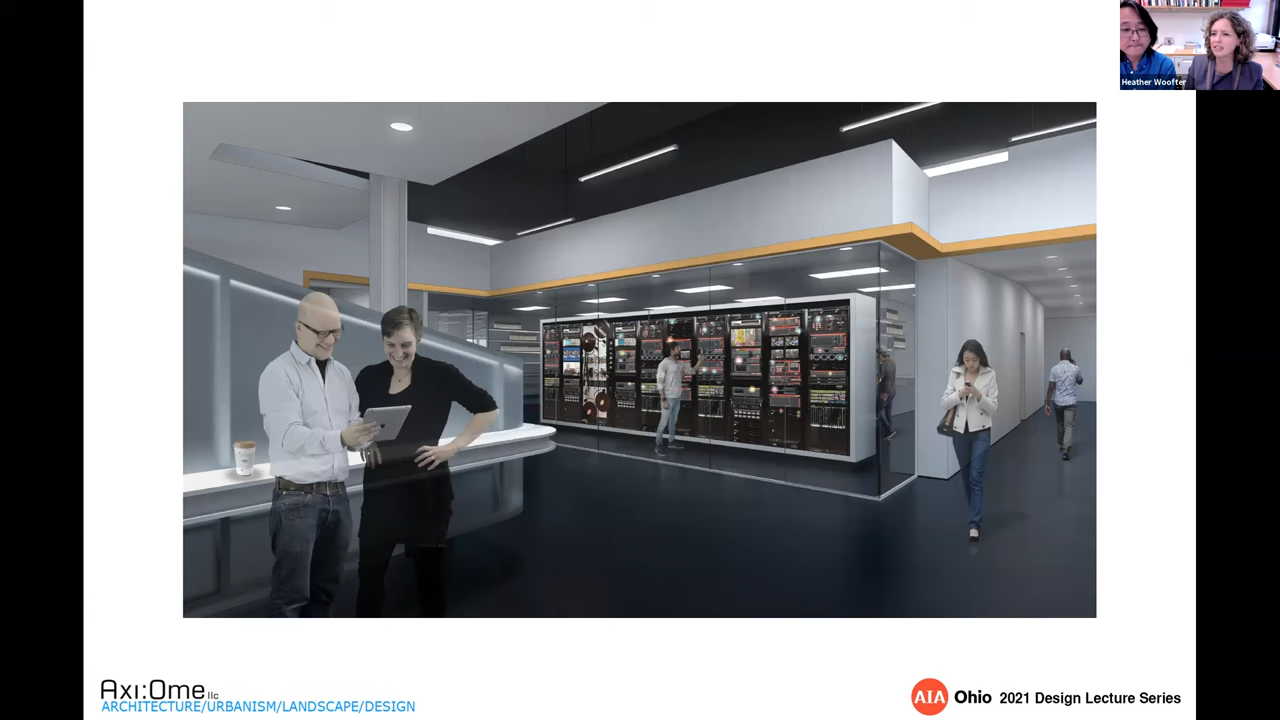 Heather Woofter
Axi:Ome llc
ARCHITECTURE/URBANISM/LANDSCAPE/DESIGN
AIA Ohio 2021 Design Lecture Series